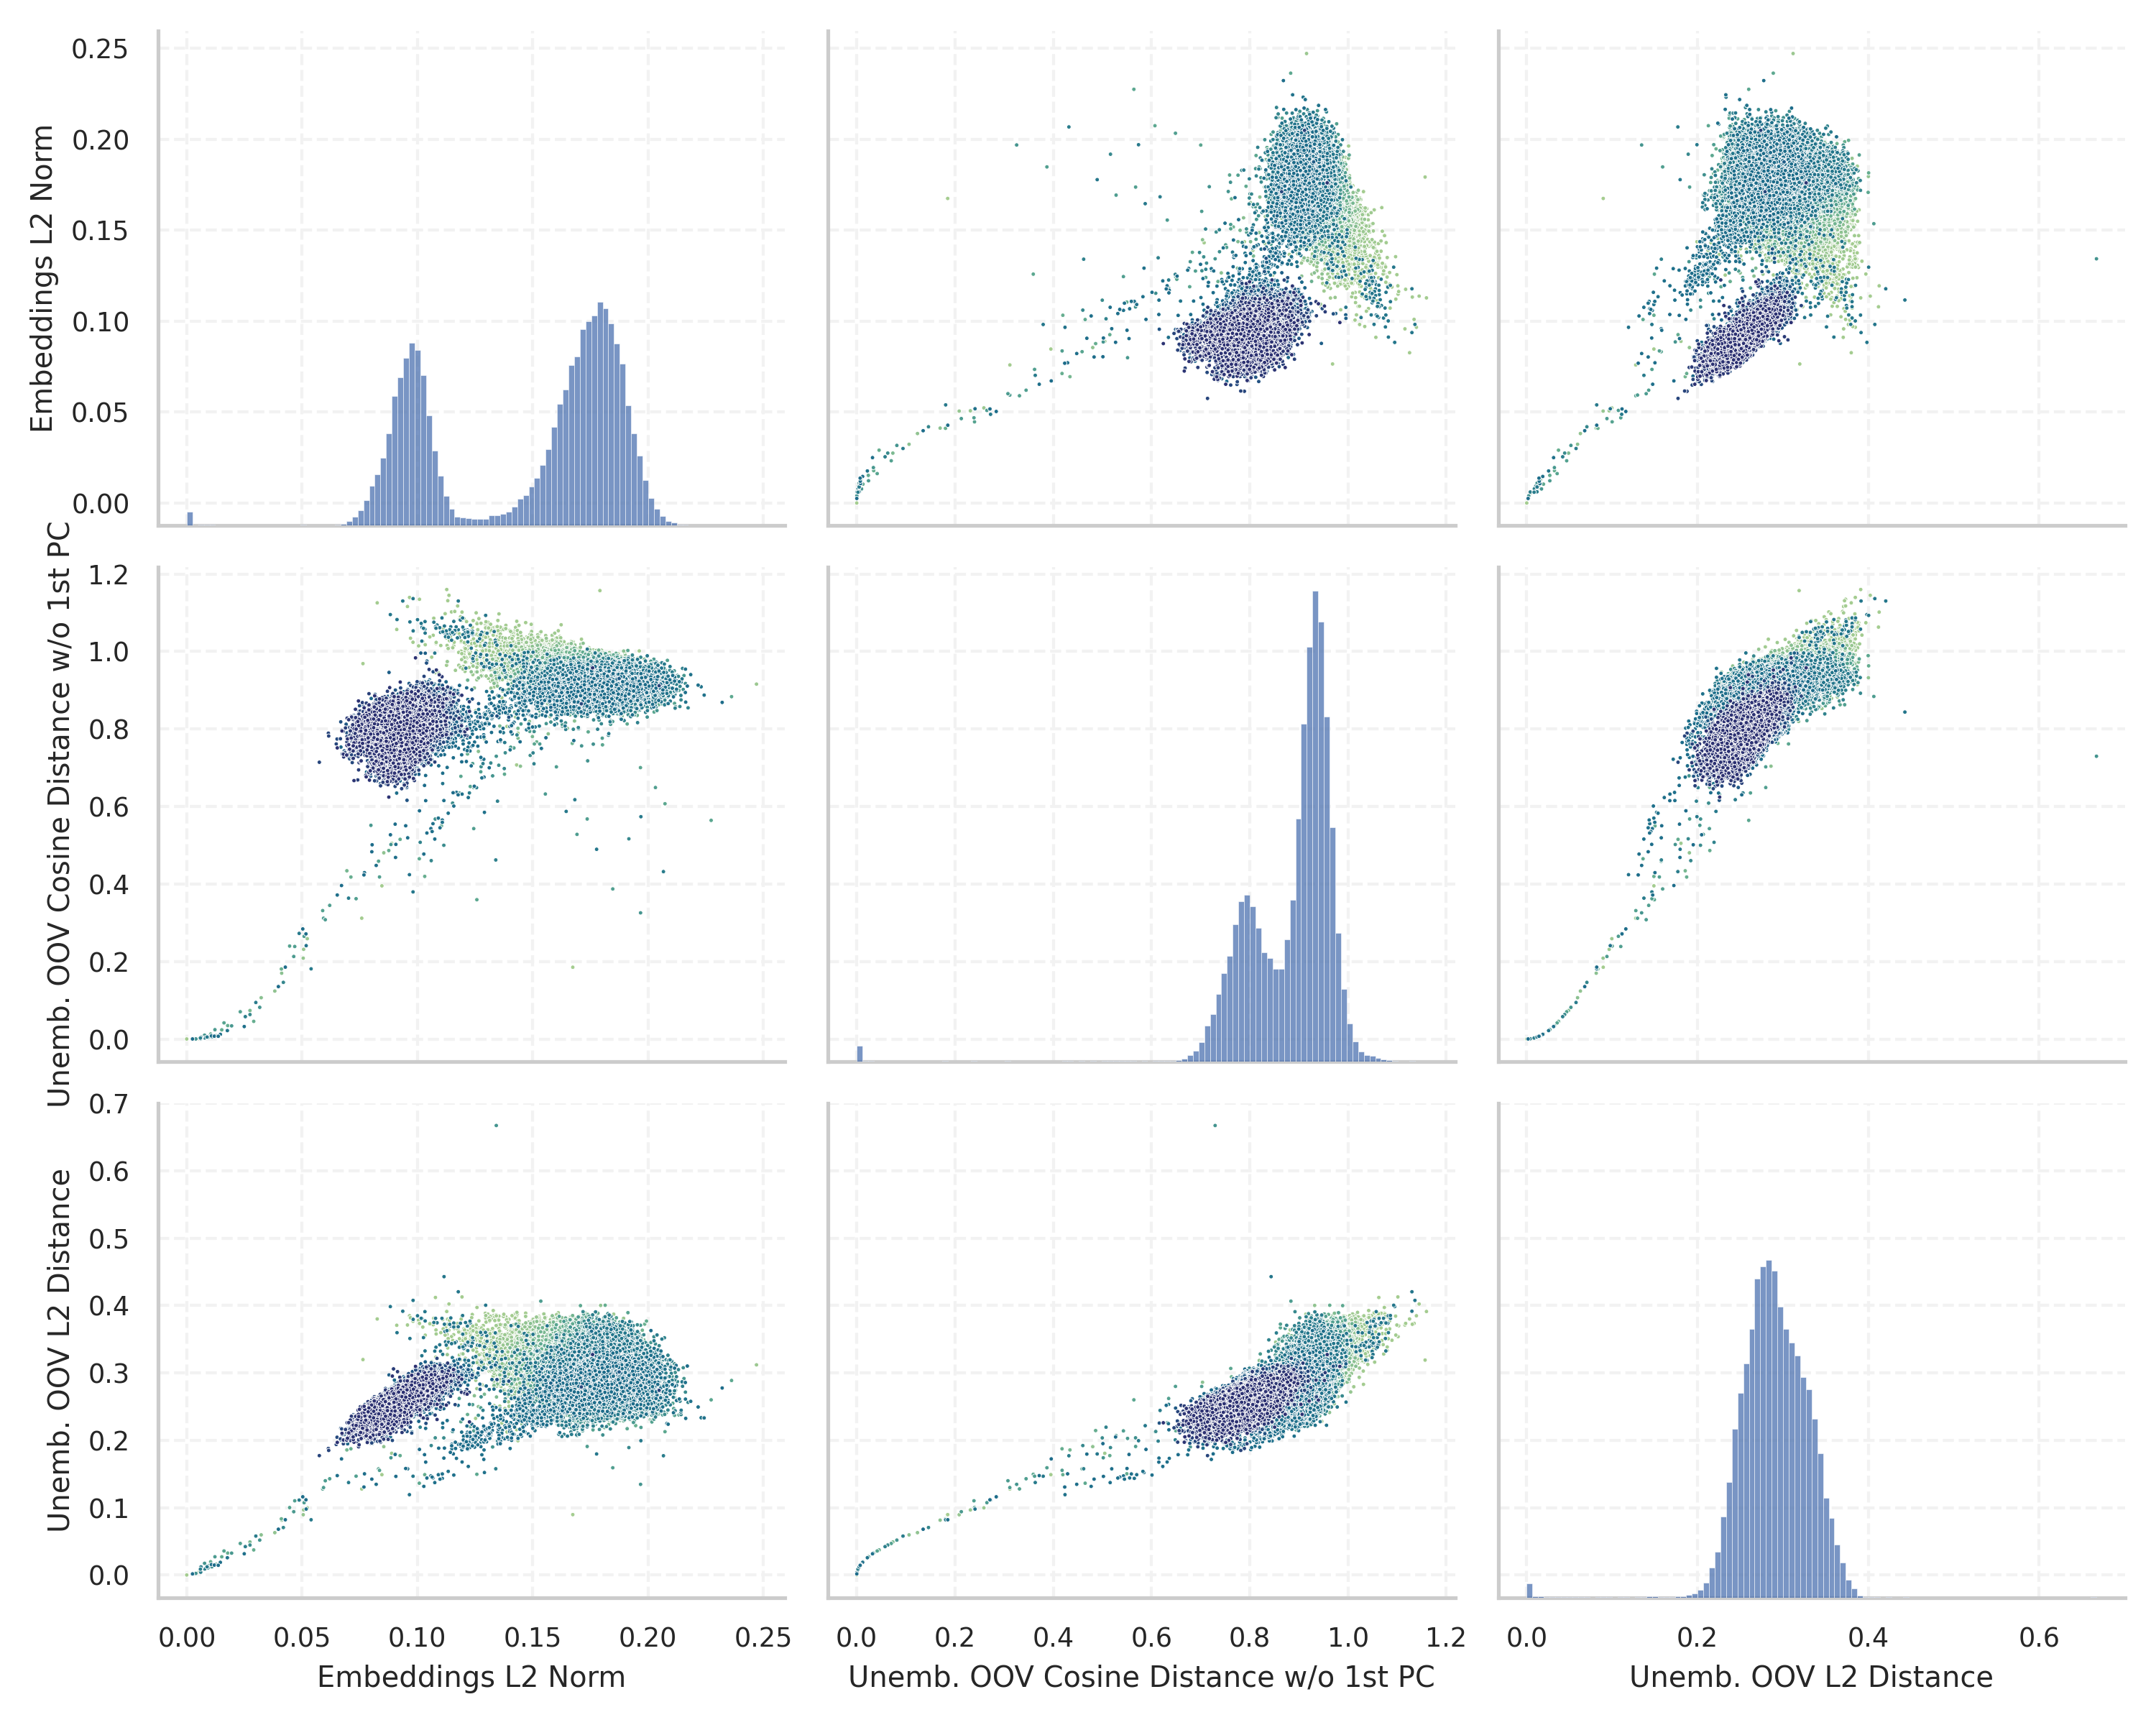 Embeddings L2 Norm
0.25
0.20
0.15
0.10
0.05
0.00
Unemb. OOV Cosine Distance w/o 1st PC
1.2
1.0
0.8
0.6
0.4
0.2
0.0
Unemb. OOV L2 Distance
0.7
0.6
0.5
0.4
0.3
0.2
0.1
0.0
0.00 0.05 0.10 0.15 0.20 0.25
0.0 0.2 0.4 0.6 0.8 1.0 1.2
0.0 0.2 0.4 0.6
Embeddings L2 Norm
Unemb. OOV Cosine Distance w/o 1st PC
Unemb. OOV L2 Distance